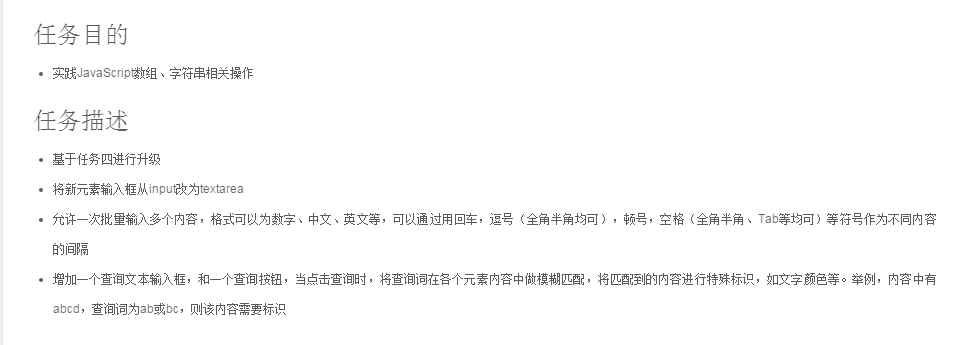 任务目的
实践JavaScript数组、字符串相关操作
任务描述
基于任务四进行升级
将新元素输入框从input改为textarea
允许一次批量输入多个内容，格式可以为数字、中文、英文等，可以通过用回车，逗号（全角半角均可），顿号，空格（全角半角、Tab等均可）等符号作为不同内容
的间隔
增加一个查询文本输入框，和一个查询按钮，当点击查询时，将查询词在各个元素内容中做模糊匹配，将匹配到的内容进行特殊标识，如文字颜色等。举例，内容中有
abcd，查询词为ab或bc，则该内容需要标识